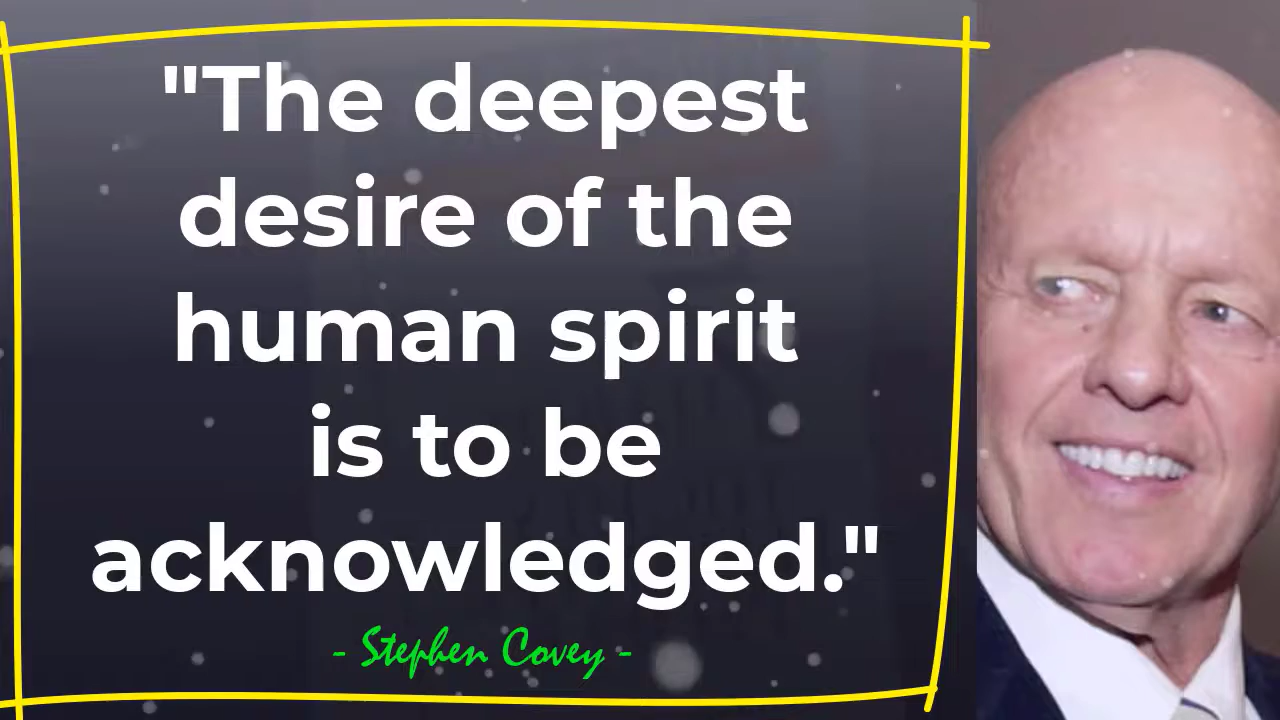 "The deepest
desire of the
human spirit
is to be
acknowledged."
- Stephen Covey -